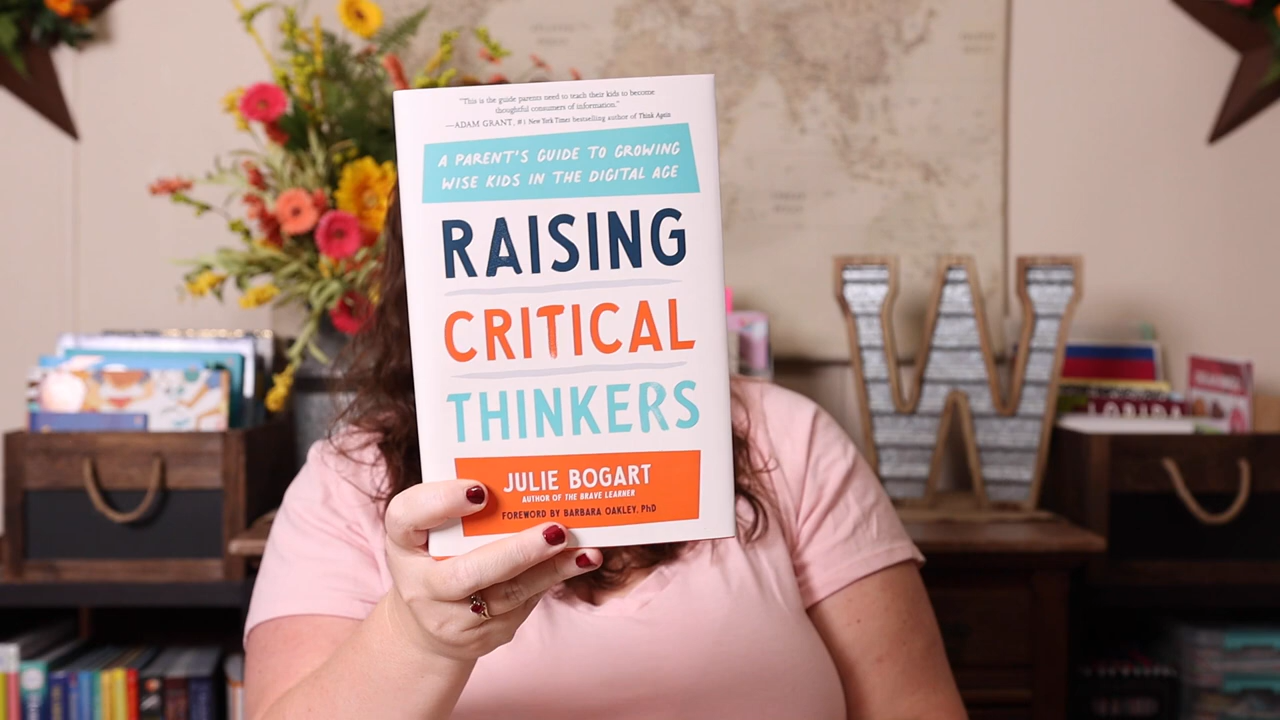 "This is the guide parents need to teach their kids to become
thoughtful consumers of information."
—ADAM GRANT, #1 New York Times bestselling author of Think Again
A PARENT'S GUIDE TO GROWING
WISE KIDS IN THE DIGITAL AGE
RAISING
CRITICAL
THINKERS
JULIE BOGART
AUTHOR OF THE BRAVE LEARNER
FOREWORD BY BARBARA OAKLEY, PhD
W